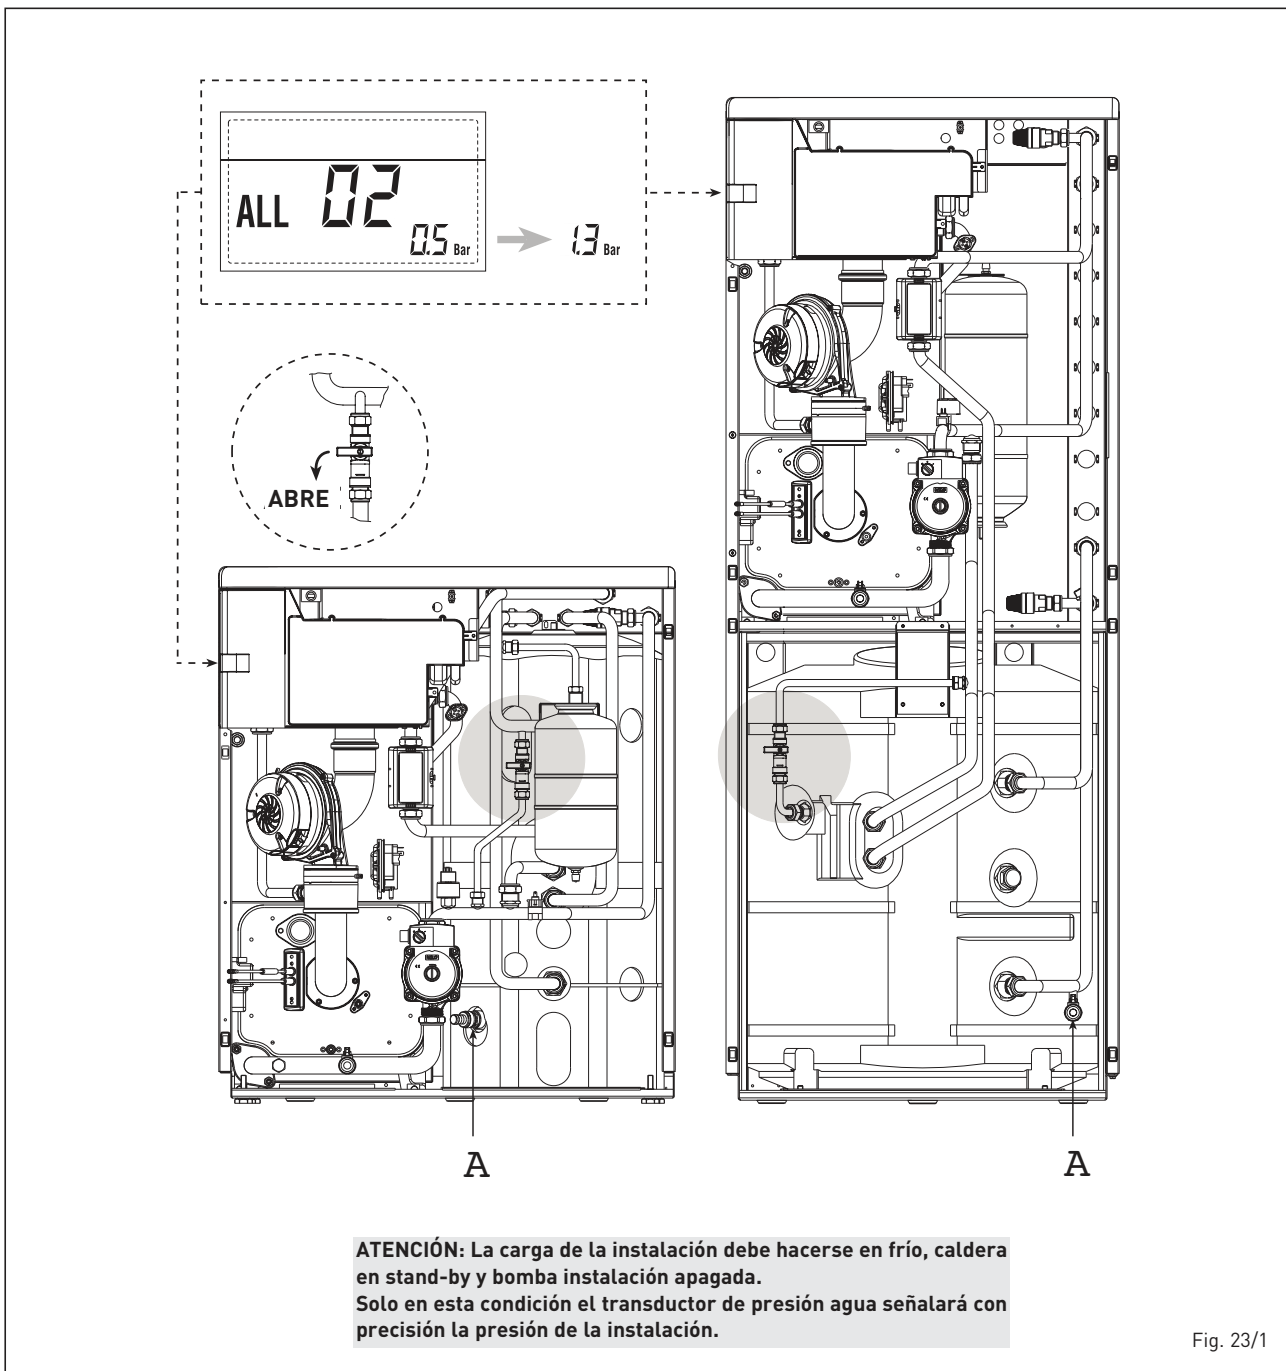 ALL 02
0.5 Bar
1.3 Bar
ABRE
A
A
ATENCIÓN: La carga de la instalación debe hacerse en frío, caldera
en stand-by y bomba instalación apagada.
Solo en esta condición el transductor de presión agua señalará con
precisión la presión de la instalación.
Fig. 23/1